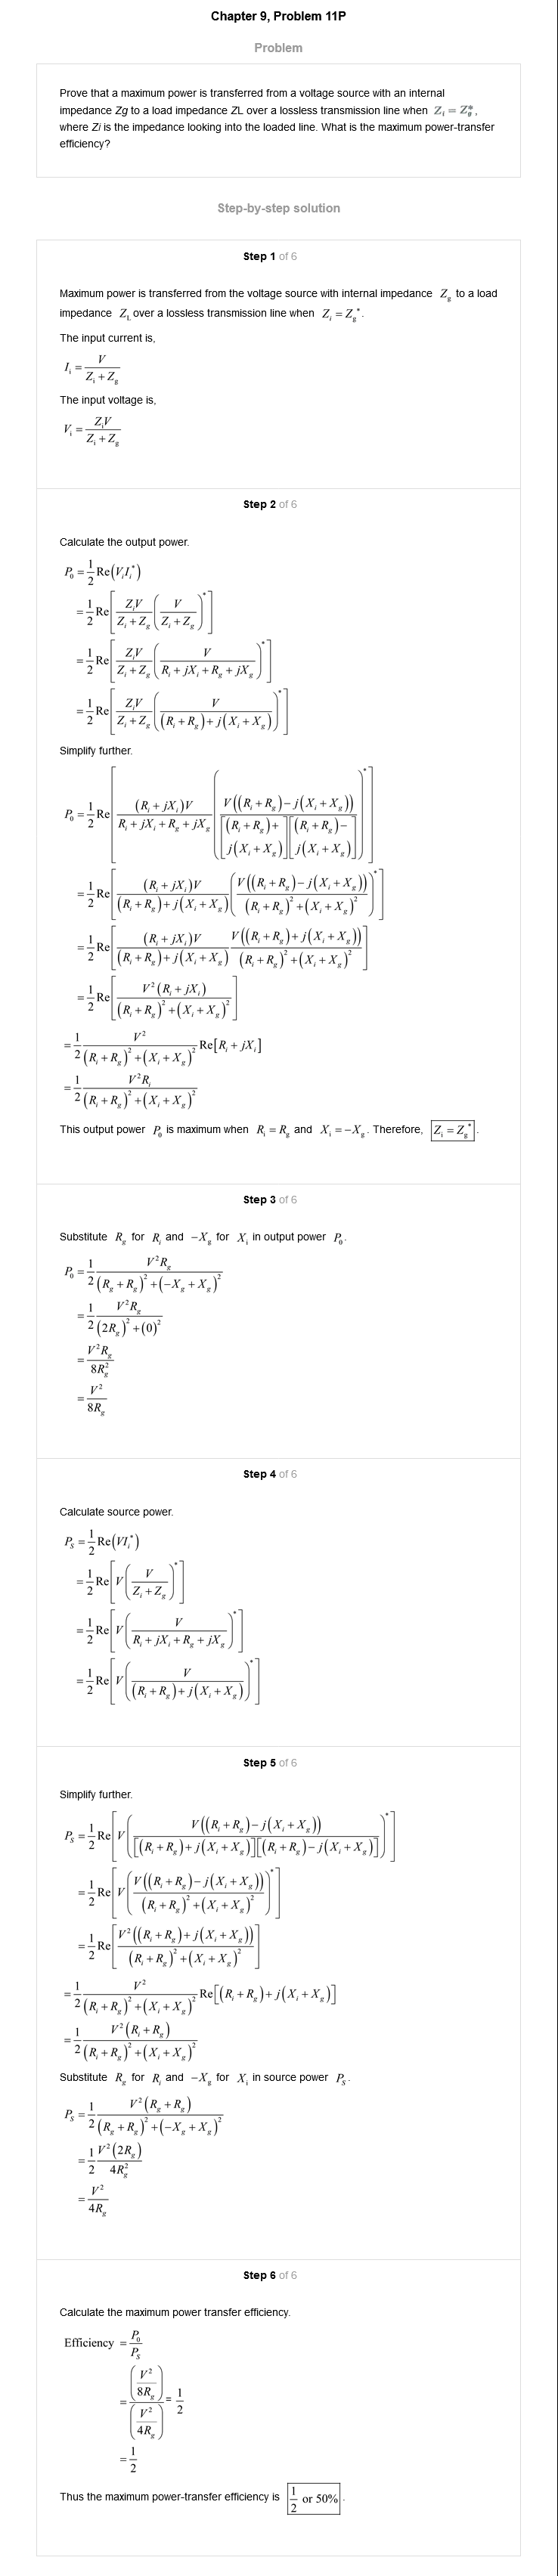 Chapter 9, Problem 11P
Problem
Prove that a maximum power is transferred from a voltage source with an internal
impedance Zg to a load impedance ZL over a lossless transmission line when $Z_i = Z_g^*$,
where Zi is the impedance looking into the loaded line. What is the maximum power-transfer
efficiency?
Step-by-step solution
Step 1 of 6
Maximum power is transferred from the voltage source with internal impedance $Z_g$ to a load
impedance $Z_L$ over a lossless transmission line when $Z_i = Z_g^*$.
The input current is,
$I_i = \frac{V}{Z_i + Z_g}$
The input voltage is,
$V_i = \frac{Z_i V}{Z_i + Z_g}$
Step 2 of 6
Calculate the output power.
$P_0 = \frac{1}{2}\text{Re}(V_i I_i^*)$
$= \frac{1}{2}\text{Re}\left[\frac{Z_i V}{Z_i + Z_g}\left(\frac{V}{Z_i + Z_g}\right)^*\right]$
$= \frac{1}{2}\text{Re}\left[\frac{Z_i V}{Z_i + Z_g}\left(\frac{V}{R_i + jX_i + R_g + jX_g}\right)^*\right]$
$= \frac{1}{2}\text{Re}\left[\frac{Z_i V}{Z_i + Z_g}\left(\frac{V}{(R_i + R_g) + j(X_i + X_g)}\right)^*\right]$
Simplify further.
$P_0 = \frac{1}{2}\text{Re}\left[\frac{(R_i + jX_i)V}{R_i + jX_i + R_g + jX_g}\left(\frac{V((R_i + R_g) - j(X_i + X_g))}{[(R_i + R_g) + j(X_i + X_g)][(R_i + R_g) - j(X_i + X_g)]}\right)^*\right]$
$= \frac{1}{2}\text{Re}\left[\frac{(R_i + jX_i)V}{(R_i + R_g) + j(X_i + X_g)}\left(\frac{V((R_i + R_g) - j(X_i + X_g))}{(R_i + R_g)^2 + (X_i + X_g)^2}\right)^*\right]$
$= \frac{1}{2}\text{Re}\left[\frac{(R_i + jX_i)V}{(R_i + R_g) + j(X_i + X_g)}\frac{V((R_i + R_g) + j(X_i + X_g))}{(R_i + R_g)^2 + (X_i + X_g)^2}\right]$
$= \frac{1}{2}\text{Re}\left[\frac{V^2(R_i + jX_i)}{(R_i + R_g)^2 + (X_i + X_g)^2}\right]$
$= \frac{1}{2}\frac{V^2}{(R_i + R_g)^2 + (X_i + X_g)^2}\text{Re}[R_i + jX_i]$
$= \frac{1}{2}\frac{V^2 R_i}{(R_i + R_g)^2 + (X_i + X_g)^2}$
This output power $P_0$ is maximum when $R_i = R_g$ and $X_i = -X_g$. Therefore, $Z_i = Z_g^*$.
Step 3 of 6
Substitute $R_g$ for $R_i$ and $-X_g$ for $X_i$ in output power $P_0$.
$P_0 = \frac{1}{2}\frac{V^2 R_g}{(R_g + R_g)^2 + (-X_g + X_g)^2}$
$= \frac{1}{2}\frac{V^2 R_g}{(2R_g)^2 + (0)^2}$
$= \frac{V^2 R_g}{8R_g^2}$
$= \frac{V^2}{8R_g}$
Step 4 of 6
Calculate source power.
$P_S = \frac{1}{2}\text{Re}(VI_i^*)$
$= \frac{1}{2}\text{Re}\left[V\left(\frac{V}{Z_i + Z_g}\right)^*\right]$
$= \frac{1}{2}\text{Re}\left[V\left(\frac{V}{R_i + jX_i + R_g + jX_g}\right)^*\right]$
$= \frac{1}{2}\text{Re}\left[V\left(\frac{V}{(R_i + R_g) + j(X_i + X_g)}\right)^*\right]$
Step 5 of 6
Simplify further.
$P_S = \frac{1}{2}\text{Re}\left[V\left(\frac{V((R_i + R_g) - j(X_i + X_g))}{[(R_i + R_g) + j(X_i + X_g)][(R_i + R_g) - j(X_i + X_g)]}\right)^*\right]$
$= \frac{1}{2}\text{Re}\left[V\left(\frac{V((R_i + R_g) - j(X_i + X_g))}{(R_i + R_g)^2 + (X_i + X_g)^2}\right)^*\right]$
$= \frac{1}{2}\text{Re}\left[\frac{V^2((R_i + R_g) + j(X_i + X_g))}{(R_i + R_g)^2 + (X_i + X_g)^2}\right]$
$= \frac{1}{2}\frac{V^2}{(R_i + R_g)^2 + (X_i + X_g)^2}\text{Re}[(R_i + R_g) + j(X_i + X_g)]$
$= \frac{1}{2}\frac{V^2(R_i + R_g)}{(R_i + R_g)^2 + (X_i + X_g)^2}$
Substitute $R_g$ for $R_i$ and $-X_g$ for $X_i$ in source power $P_S$.
$P_S = \frac{1}{2}\frac{V^2(R_g + R_g)}{(R_g + R_g)^2 + (-X_g + X_g)^2}$
$= \frac{1}{2}\frac{V^2(2R_g)}{4R_g^2}$
$= \frac{V^2}{4R_g}$
Step 6 of 6
Calculate the maximum power transfer efficiency.
Efficiency $= \frac{P_0}{P_S}$
$= \frac{\left(\frac{V^2}{8R_g}\right)}{\left(\frac{V^2}{4R_g}\right)} = \frac{1}{2}$
$= \frac{1}{2}$
Thus the maximum power-transfer efficiency is $\frac{1}{2}$ or 50%.